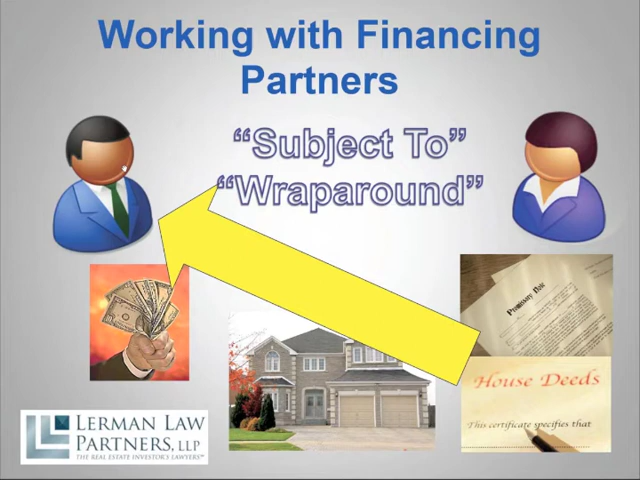 Working with Financing
Partners
“Subject To”
“Wraparound”
Promissory Note
House Deeds
This certificate specifies that
LERMAN LAW
PARTNERS, LLP
THE REAL ESTATE INVESTOR'S LAWYERS℠